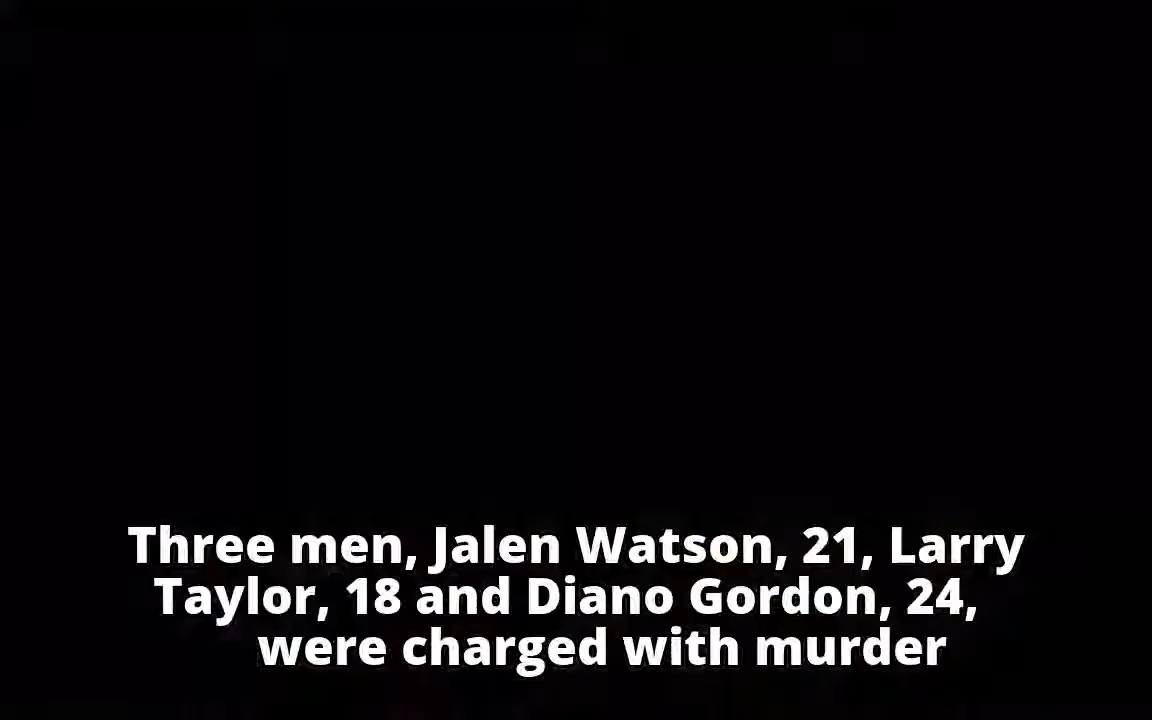 Three men, Jalen Watson, 21, Larry
Taylor, 18 and Diano Gordon, 24,
were charged with murder